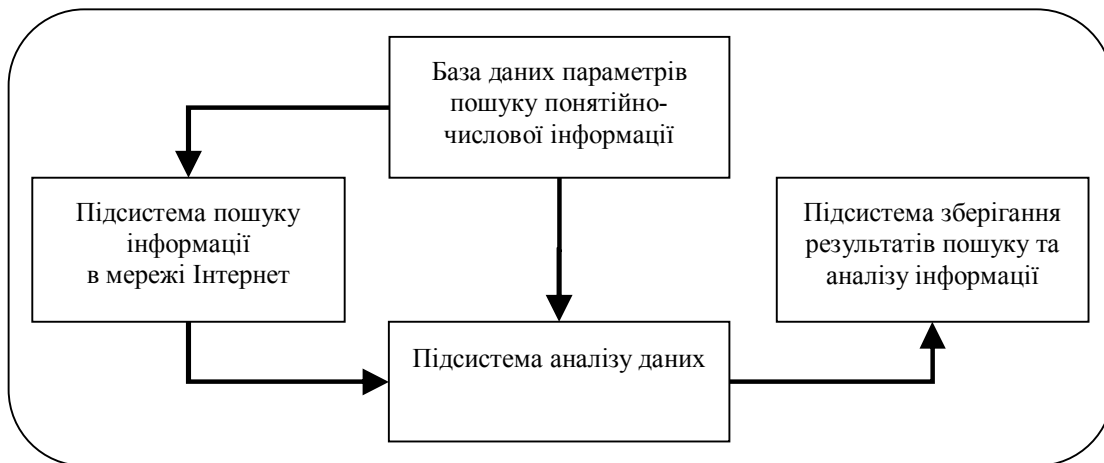 База даних параметрів
пошуку понятійно-
числової інформації
Підсистема пошуку
інформації
в мережі Інтернет
Підсистема зберігання
результатів пошуку та
аналізу інформації
Підсистема аналізу даних